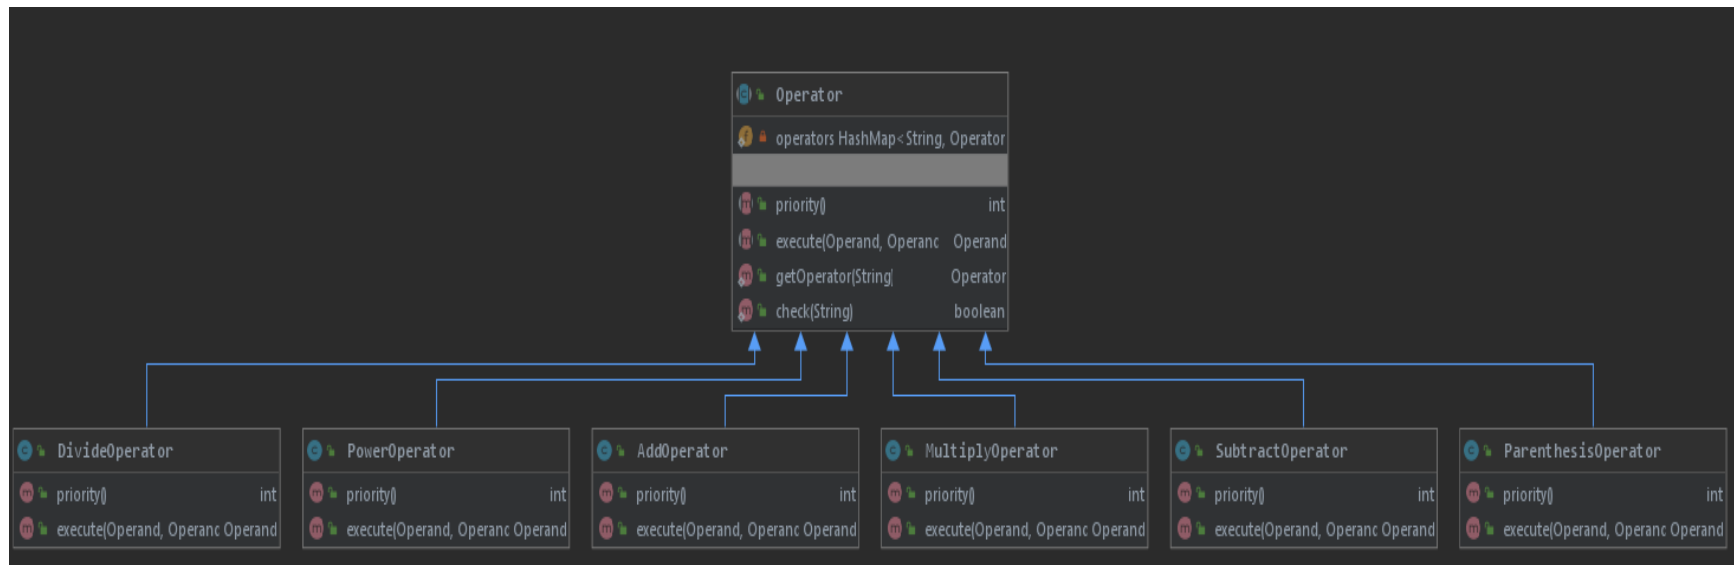 Operator
operators HashMap<String, Operator
priority() int
execute(Operand, Operanc Operand
getOperator(String) Operator
check(String) boolean
DivideOperator
priority() int
execute(Operand, Operanc Operand
PowerOperator
priority() int
execute(Operand, Operanc Operand
AddOperator
priority() int
execute(Operand, Operanc Operand
MultiplyOperator
priority() int
execute(Operand, Operanc Operand
SubtractOperator
priority() int
execute(Operand, Operanc Operand
ParenthesisOperator
priority() int
execute(Operand, Operanc Operand